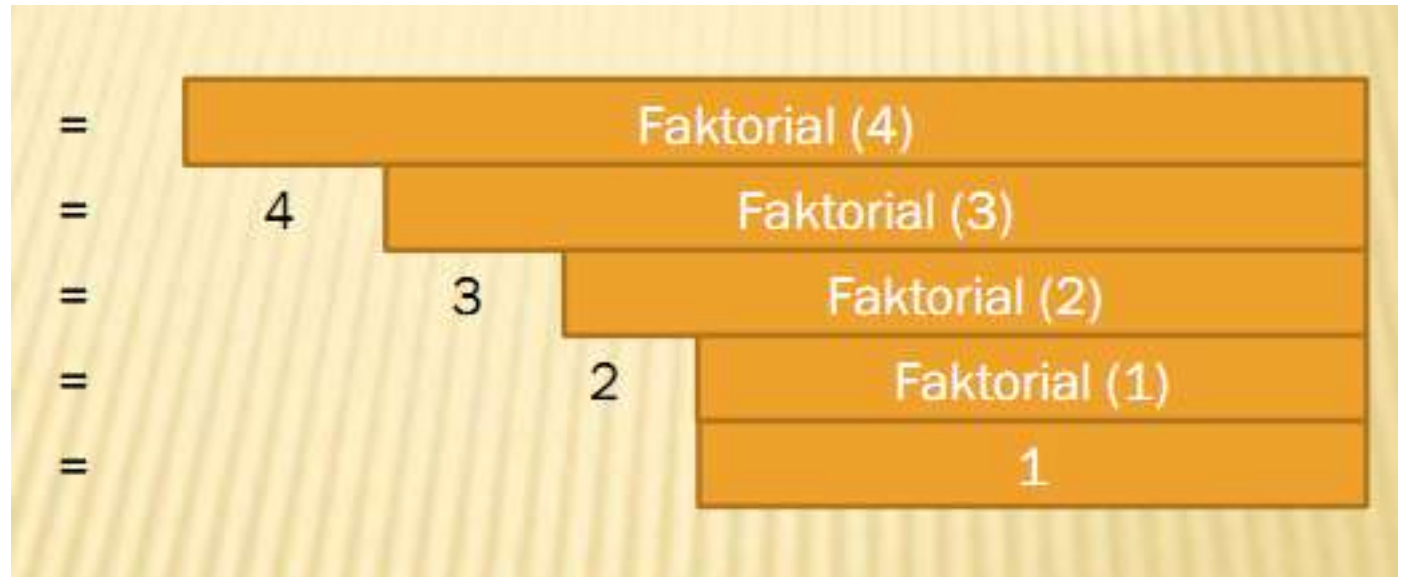 = Faktorial (4)
= 4 Faktorial (3)
= 3 Faktorial (2)
= 2 Faktorial (1)
= 1